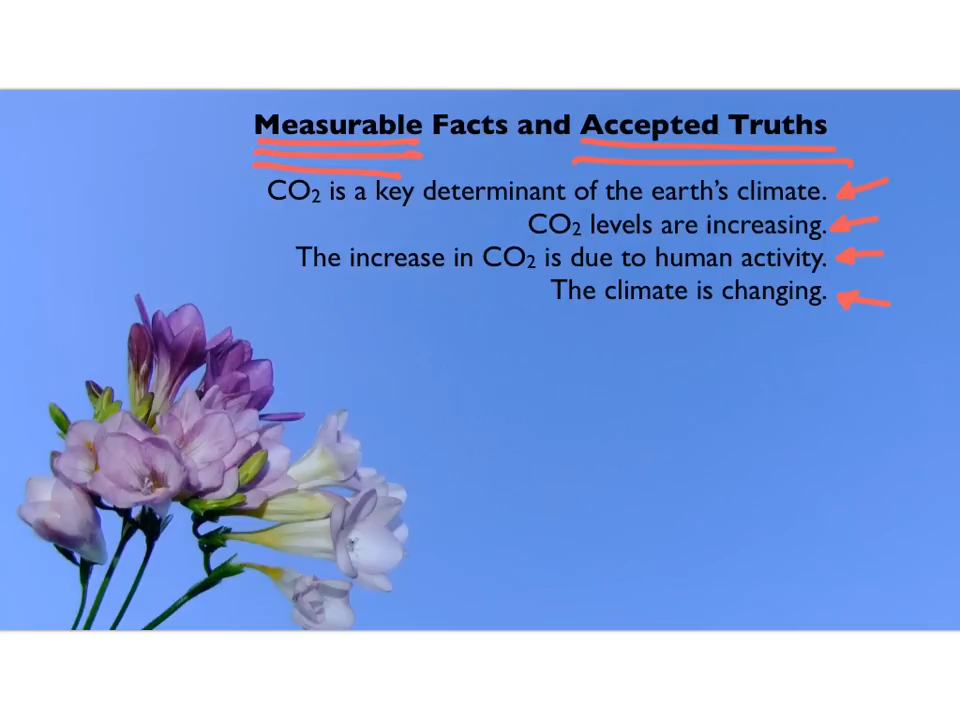 Measurable Facts and Accepted Truths
CO₂ is a key determinant of the earth’s climate.
CO₂ levels are increasing.
The increase in CO₂ is due to human activity.
The climate is changing.